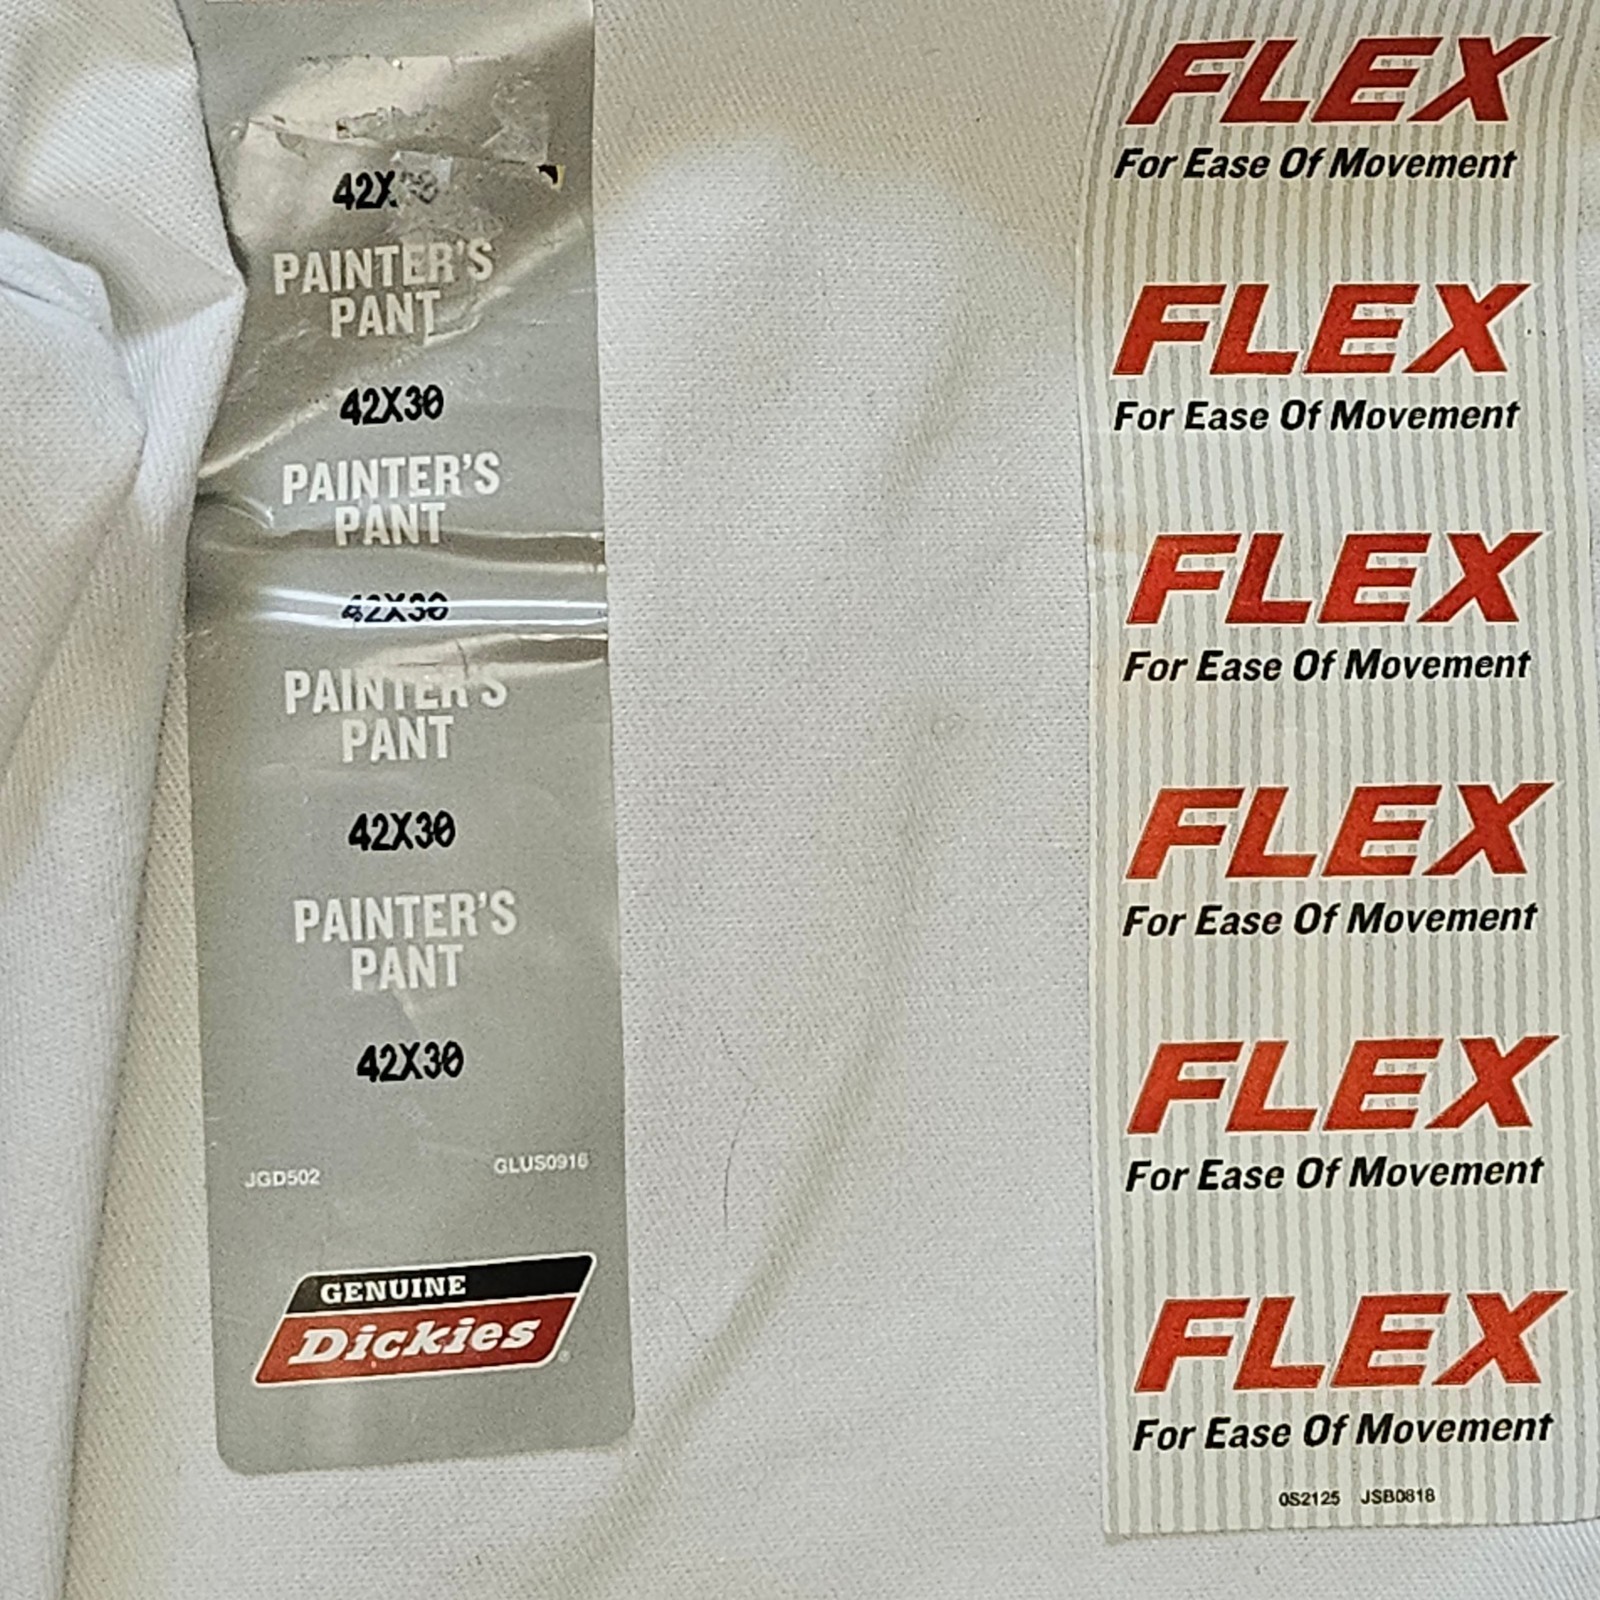 42X30
PAINTER'S
PANT
42X30
PAINTER'S
PANT
42X30
PAINTER'S
PANT
42X30
PAINTER'S
PANT
42X30
JGD502 GLUS0916
GENUINE
Dickies
FLEX
For Ease Of Movement
FLEX
For Ease Of Movement
FLEX
For Ease Of Movement
FLEX
For Ease Of Movement
FLEX
For Ease Of Movement
FLEX
For Ease Of Movement
0S2125 JSB0818